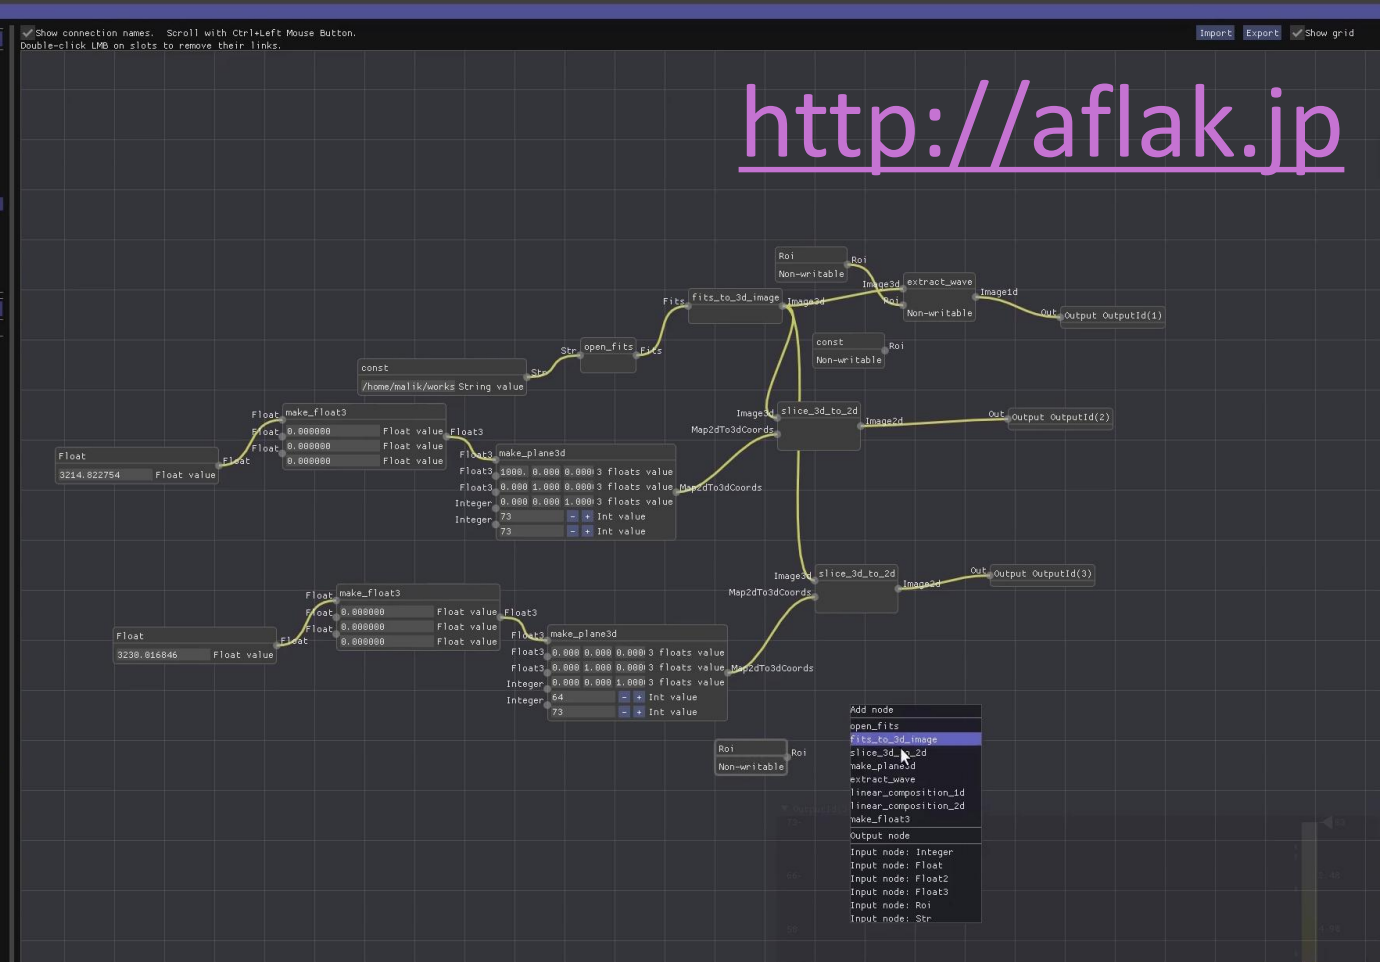 Show connection names. Scroll with Ctrl+Left Mouse Button.
Import Export Show grid
Double-click LMB on slots to remove their links.
http://aflak.jp
Roi
Roi
Non-writable
Image3d extract_wave
Roi
Non-writable
Image1d
Out Output OutputId(1)
Fits fits_to_3d_image Image3d
const
Non-writable
Roi
Str open_fits Fits
const
/home/malik/works String value
Str
Float make_float3
Float 0.000000 Float value
Float 0.000000 Float value
0.000000 Float value
Float3
Float
3214.822754 Float value
Float
Float3 make_plane3d
Float3 1000. 0.000 0.000 3 floats value
Float3 0.000 1.000 0.000 3 floats value
Integer 0.000 0.000 1.000 3 floats value
Integer 73 - + Int value
73 - + Int value
Map2dTo3dCoords
Image3d slice_3d_to_2d
Map2dTo3dCoords
Image2d
Out Output OutputId(2)
Image3d slice_3d_to_2d
Map2dTo3dCoords
Image2d
Out Output OutputId(3)
Float make_float3
Float 0.000000 Float value
Float 0.000000 Float value
0.000000 Float value
Float3
Float
3230.016846 Float value
Float
Float3 make_plane3d
Float3 0.000 0.000 0.000 3 floats value
Float3 0.000 1.000 0.000 3 floats value
Integer 0.000 0.000 1.000 3 floats value
Integer 64 - + Int value
73 - + Int value
Map2dTo3dCoords
Roi
Non-writable
Roi
Add node
open_fits
fits_to_3d_image
slice_3d_to_2d
make_plane3d
extract_wave
linear_composition_1d
linear_composition_2d
make_float3
Output node
Input node: Integer
Input node: Float
Input node: Float2
Input node: Float3
Input node: Roi
Input node: Str